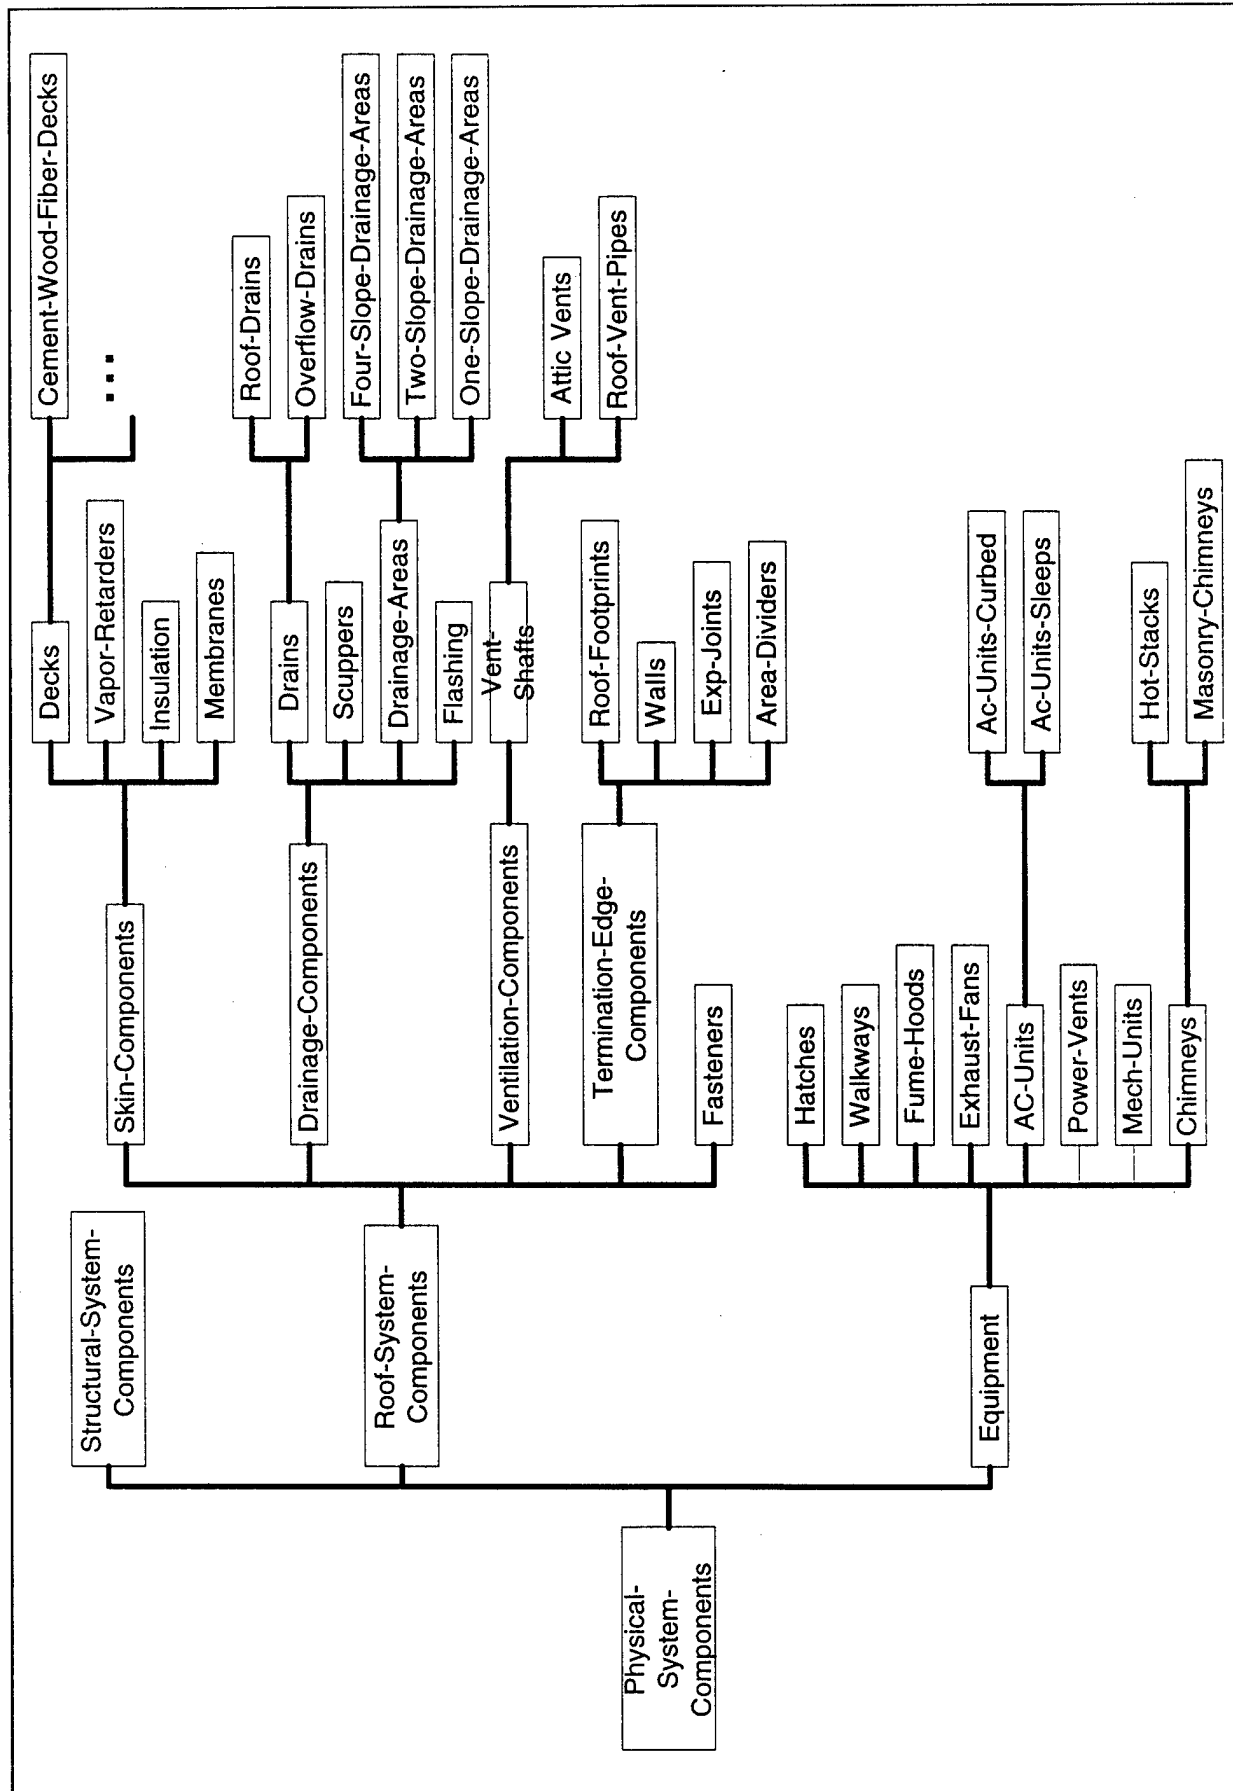 Physical-
System-
Components
Structural-System-
Components
Roof-System-
Components
Equipment
Skin-Components
Drainage-Components
Ventilation-Components
Termination-Edge-
Components
Fasteners
Hatches
Walkways
Fume-Hoods
Exhaust-Fans
AC-Units
Power-Vents
Mech-Units
Chimneys
Decks
Vapor-Retarders
Insulation
Membranes
Drains
Scuppers
Drainage-Areas
Flashing
Vent-
Shafts
Roof-Footprints
Walls
Exp-Joints
Area-Dividers
Ac-Units-Curbed
Ac-Units-Sleeps
Hot-Stacks
Masonry-Chimneys
Cement-Wood-Fiber-Decks
...
Roof-Drains
Overflow-Drains
Four-Slope-Drainage-Areas
Two-Slope-Drainage-Areas
One-Slope-Drainage-Areas
Attic Vents
Roof-Vent-Pipes